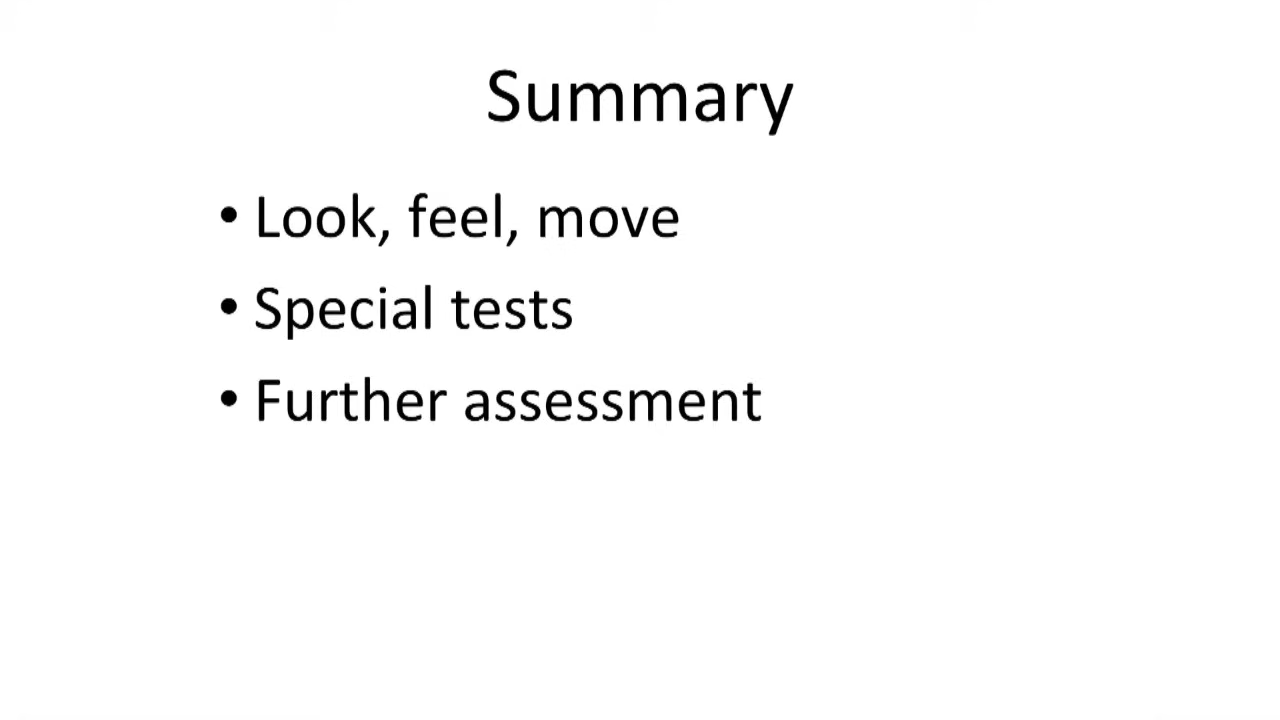 Summary
• Look, feel, move
• Special tests
• Further assessment